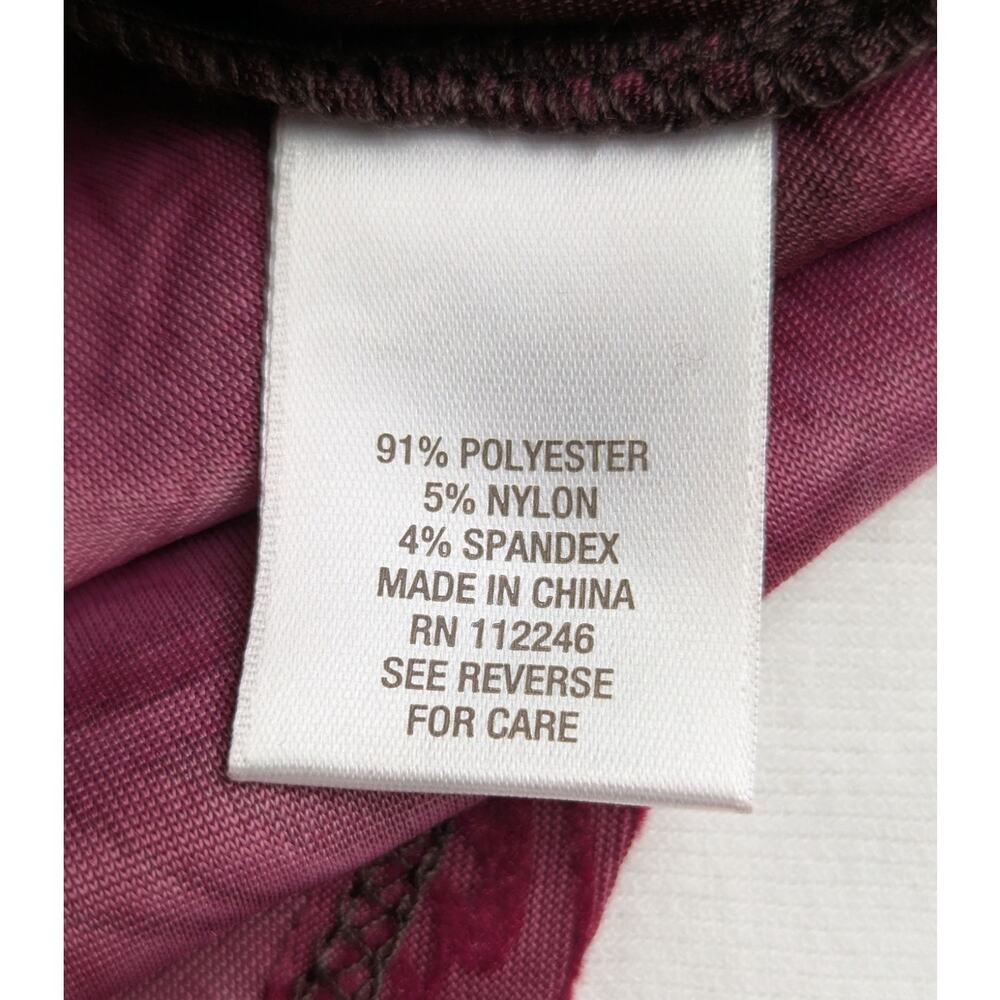 91% POLYESTER
5% NYLON
4% SPANDEX
MADE IN CHINA
RN 112246
SEE REVERSE
FOR CARE